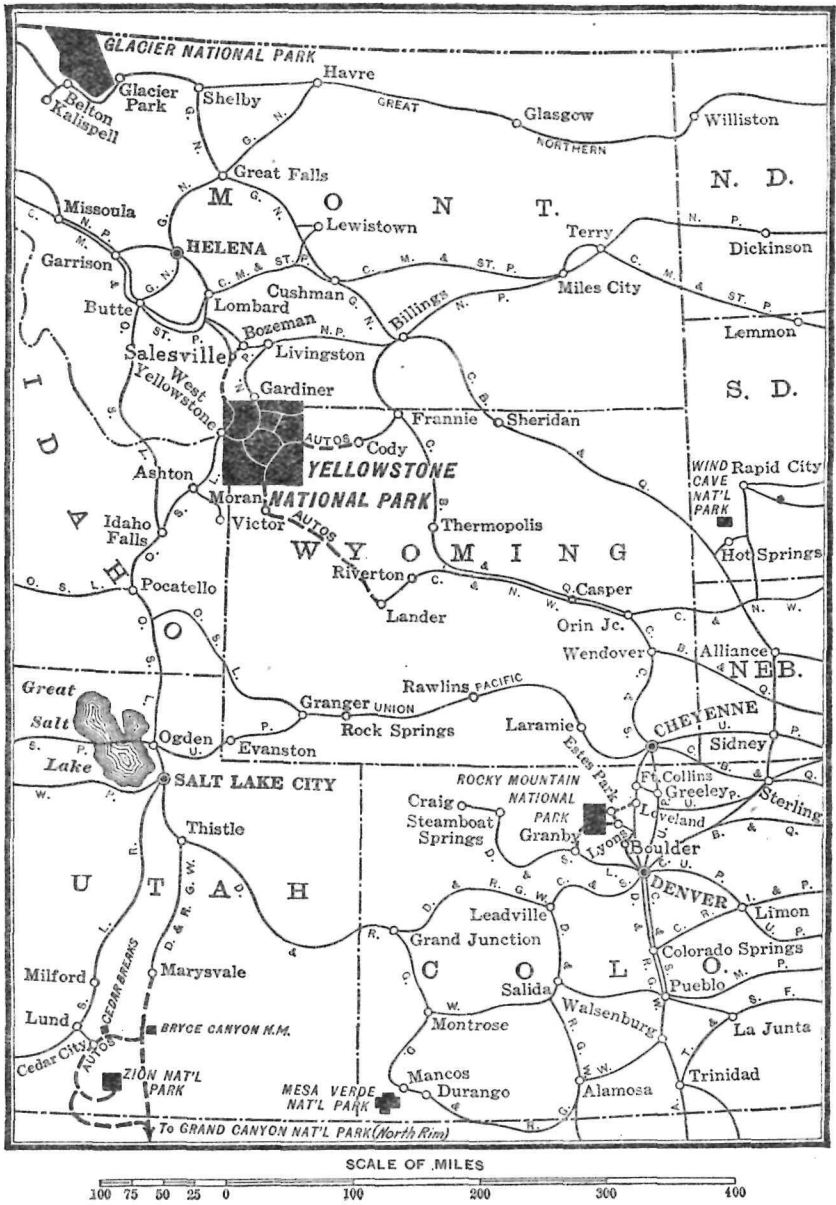 GLACIER NATIONAL PARK
Glacier
Park
Belton
Kalispell
Shelby
Havre
GREAT
NORTHERN
Glasgow
Williston
G. N.
G. N.
Great Falls
M O N T.
N. D.
Missoula
N. P.
G. N.
G. N.
Lewistown
Terry
N. P.
Dickinson
HELENA
Garrison
C. M. & ST. P.
C. M. & ST. P.
Miles City
C. M. & ST. P.
Lemmon
G. N.
Butte
Lombard
Cushman
G. N.
Billings
N. P.
ST. P.
Bozeman
N.P.
Salesville
Livingston
West
Yellowstone
Gardiner
S. D.
I D A H O
Frannie
Sheridan
C. B. & Q.
AUTOS
Cody
YELLOWSTONE
NATIONAL PARK
WIND
CAVE
NAT'L
PARK
Rapid City
Ashton
Moran
Victor
AUTOS
Thermopolis
Idaho
Falls
W Y O M I N G
Hot Springs
Riverton
Lander
C. & N. W.
Casper
Orin Jc.
C. & N. W.
O. S. L.
Pocatello
O. S. L.
Wendover
Alliance
NEB.
Great
Salt
Lake
Granger
UNION
PACIFIC
Rawlins
Rock Springs
Laramie
CHEYENNE
Sidney
Ogden
U. P.
Evanston
S. P.
W. P.
SALT LAKE CITY
Estes Park
ROCKY MOUNTAIN
NATIONAL
PARK
Ft. Collins
Greeley
Loveland
Sterling
Craig
Steamboat
Springs
Granby
Lyons
Boulder
Thistle
D. & S. L.
DENVER
U T A H
D. & R. G. W.
D. & R. G. W.
Leadville
Limon
Grand Junction
Colorado Springs
C O L O.
Milford
CEDAR BREAKS
Marysvale
Salida
Pueblo
M. P.
Lund
BRYCE CANYON N.M.
Montrose
Walsenburg
La Junta
Cedar City
AUTOS
ZION NAT'L
PARK
MESA VERDE
NAT'L PARK
Mancos
Durango
Alamosa
Trinidad
To GRAND CANYON NAT'L PARK (North Rim)
SCALE OF MILES
100 75 50 25 0 100 200 300 400